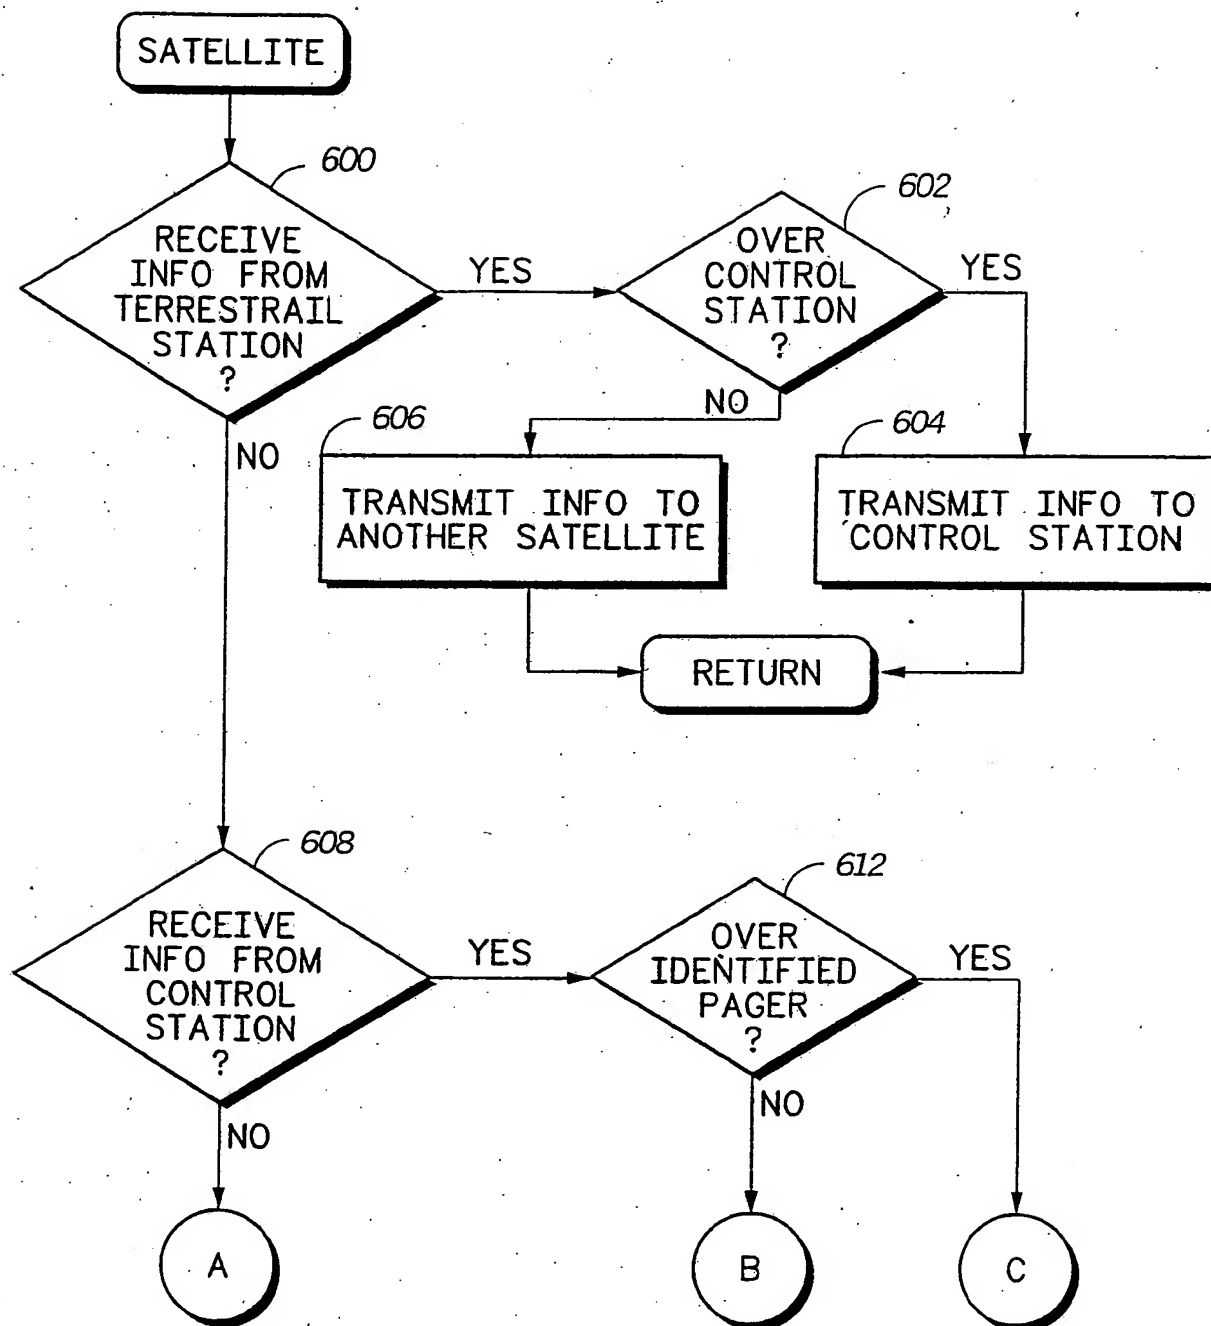 SATELLITE
600
RECEIVE
INFO FROM
TERRESTRAIL
STATION
?
YES
NO
602
OVER
CONTROL
STATION
?
YES
NO
606
TRANSMIT INFO TO
ANOTHER SATELLITE
604
TRANSMIT INFO TO
CONTROL STATION
RETURN
608
RECEIVE
INFO FROM
CONTROL
STATION
?
YES
NO
612
OVER
IDENTIFIED
PAGER
?
YES
NO
A
B
C